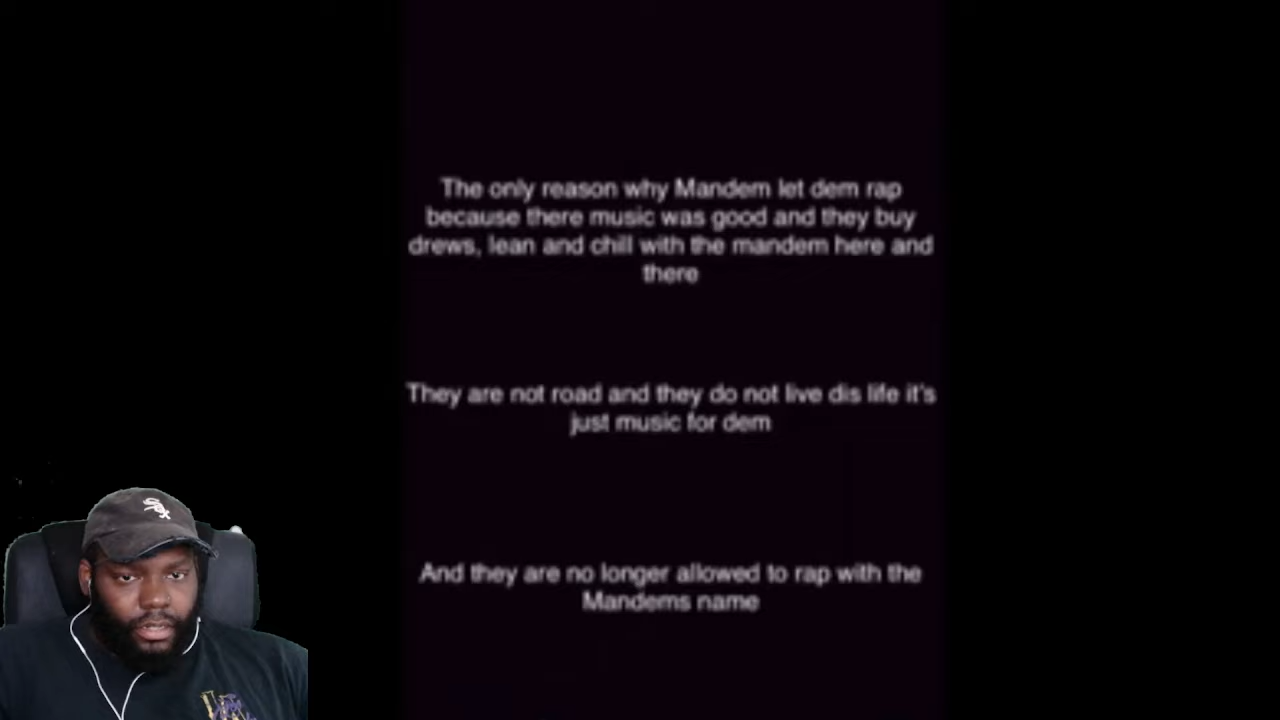 The only reason why Mandem let dem rap
because there music was good and they buy
drews, lean and chill with the mandem here and
there
They are not road and they do not live dis life it's
just music for dem
And they are no longer allowed to rap with the
Mandems name